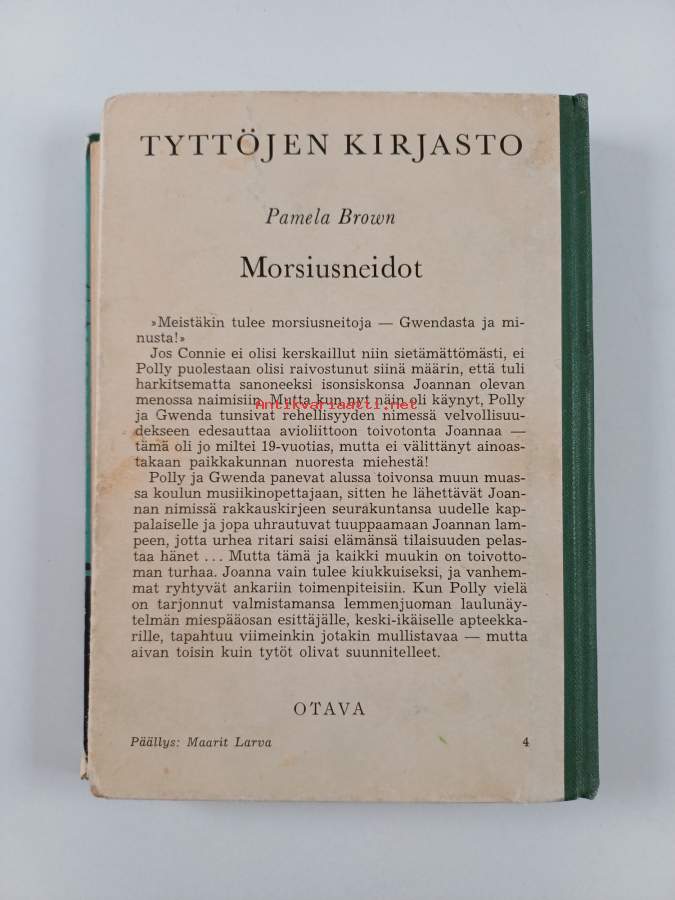 TYTTÖJEN KIRJASTO
Pamela Brown
Morsiusneidot
»Meistäkin tulee morsiusneitoja — Gwendasta ja mi-
nusta!»
Jos Connie ei olisi kerskaillut niin sietämättömästi, ei
Polly puolestaan olisi raivostunut siinä määrin, että tuli
harkitsematta sanoneeksi isonsiskonsa Joannan olevan
menossa naimisiin. Mutta kun nyt näin oli käynyt, Polly
Antikvariaatti.net
ja Gwenda tunsivat rehellisyyden nimessä velvollisuu-
dekseen edesauttaa avioliittoon toivotonta Joannaa —
tämä oli jo miltei 19-vuotias, mutta ei välittänyt ainoas-
takaan paikkakunnan nuoresta miehestä!
Polly ja Gwenda panevat alussa toivonsa muun muas-
sa koulun musiikinopettajaan, sitten he lähettävät Joan-
nan nimissä rakkauskirjeen seurakuntansa uudelle kap-
palaiselle ja jopa uhrautuvat tuuppaamaan Joannan lam-
peen, jotta urhea ritari saisi elämänsä tilaisuuden pelas-
taa hänet ... Mutta tämä ja kaikki muukin on toivotto-
man turhaa. Joanna vain tulee kiukkuiseksi, ja vanhem-
mat ryhtyvät ankariin toimenpiteisiin. Kun Polly vielä
on tarjonnut valmistamansa lemmenjuoman laulunäy-
telmän miespääosan esittäjälle, keski-ikäiselle apteekka-
rille, tapahtuu viimeinkin jotakin mullistavaa — mutta
aivan toisin kuin tytöt olivat suunnitelleet.
OTAVA
Päällys: Maarit Larva 4